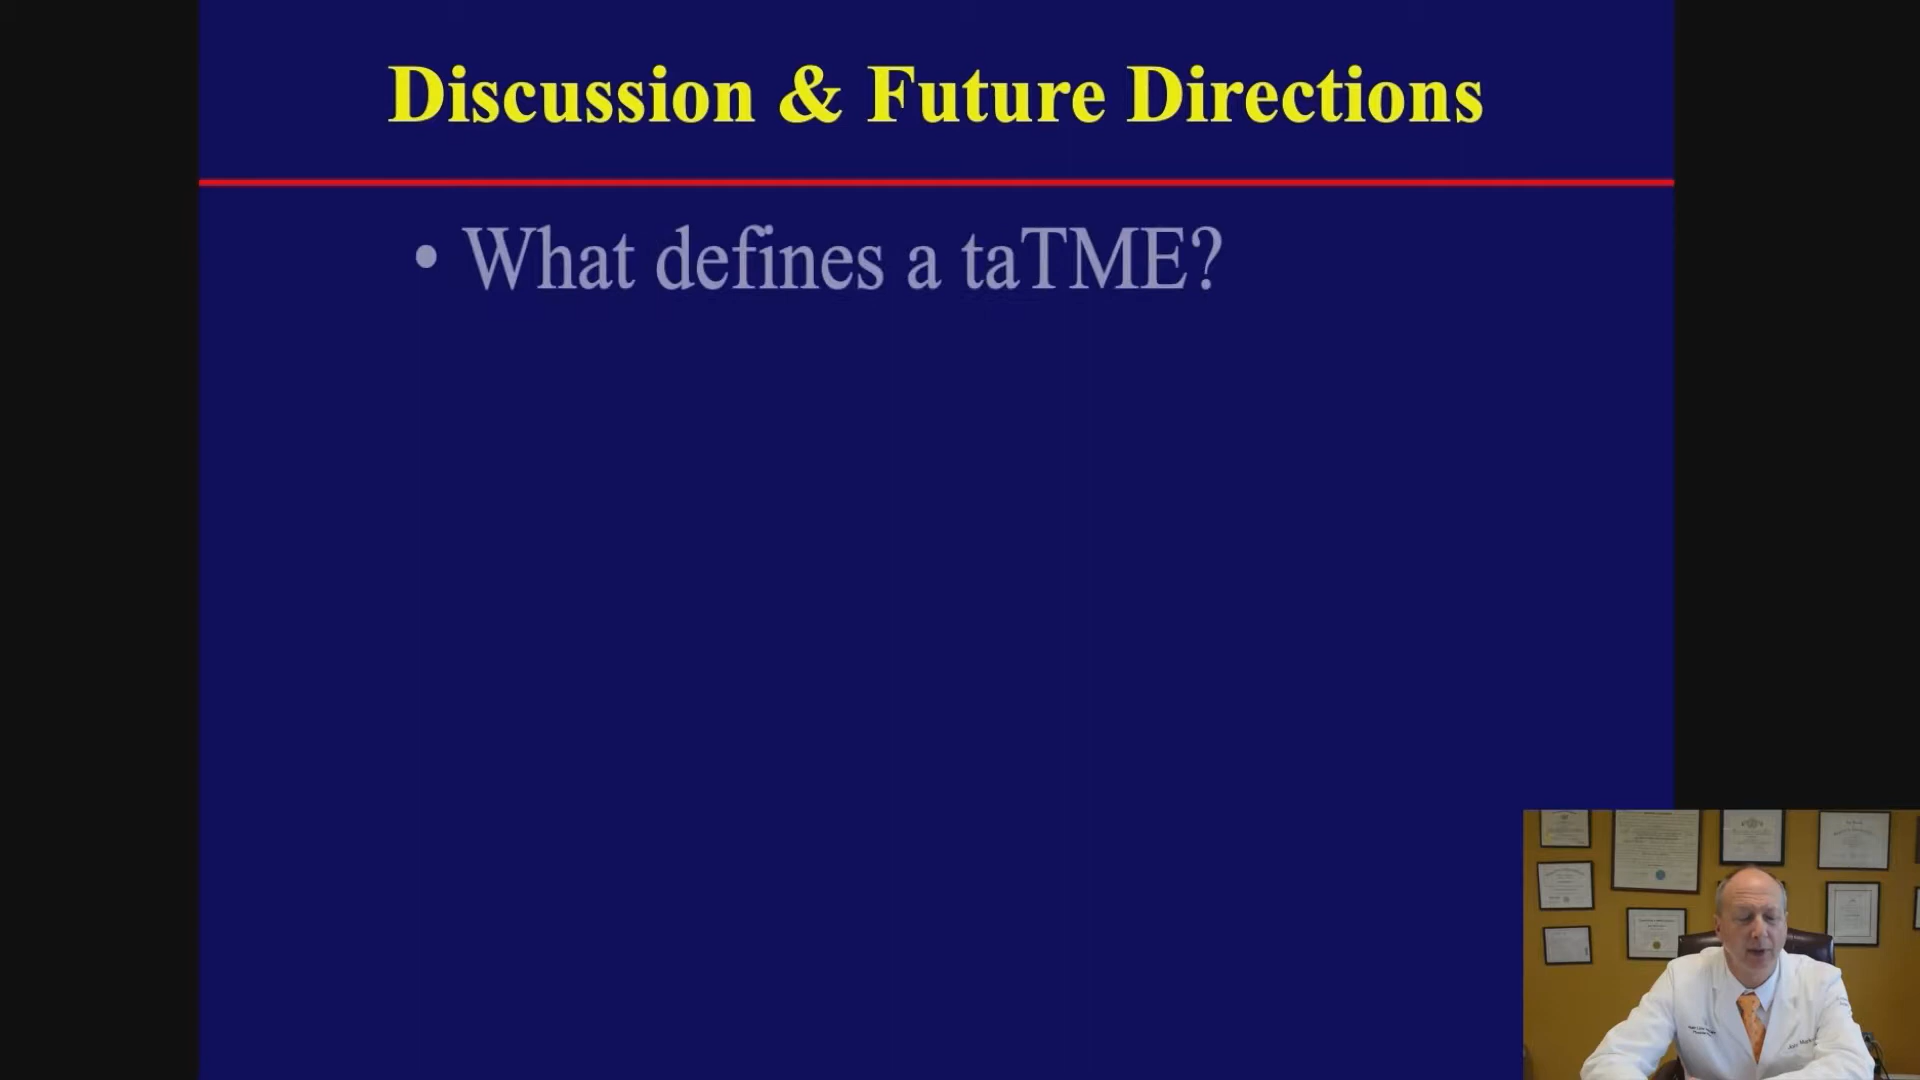 Discussion & Future Directions
• What defines a taTME?